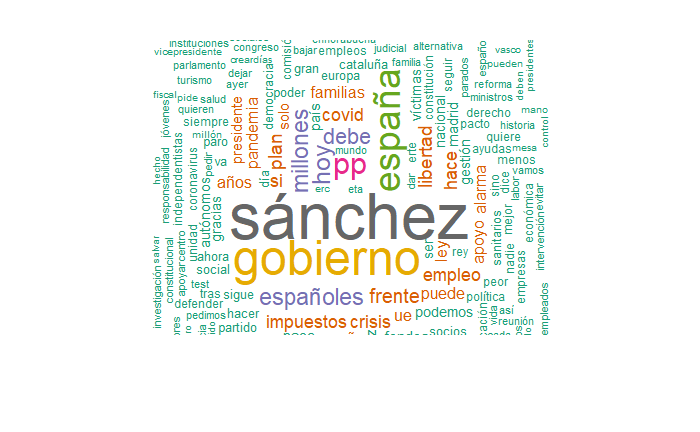 instituciones
congreso
vicepresidente
creardías
bajar
empleos
judicial
alternativa
vasco
español
parlamento
dejar
gran
cataluña
familia
seguir
parados
pueden
turismo
ayer
europa
constitución
reforma
deben
presidentes
fiscal
pide
salud
democracia
poder
familias
víctimas
nacional
ministros
quieren
presidente
pandemia
solo
país
covid
españa
madrid
derecho
mano
control
jóvenes
siempre
plan
millones
debe
libertad
pacto
historia
millón
paro
hoy
mundo
erte
hace
gestión
ayudas
mesa
quiere
menos
hecho
responsabilidad
independentistas
coronavirus
pedir
va
día
si
pp
dar
alarma
sino
dice
vamos
labor
años
erc
eta
autónomos
gracias
sánchez
apoyo
mejor
económica
evitar
intervención
salvar
investigación
constitucional
apoyar
centro
unidad
ahora
social
gobierno
ser
ley
rey
sanitarios
nadie
empresas
test
tras
sigue
españoles
frente
empleo
puede
peor
política
defender
pedimos
hacer
partido
impuestos
crisis
ue
podemos
socios
vida
así
reunión
empleados